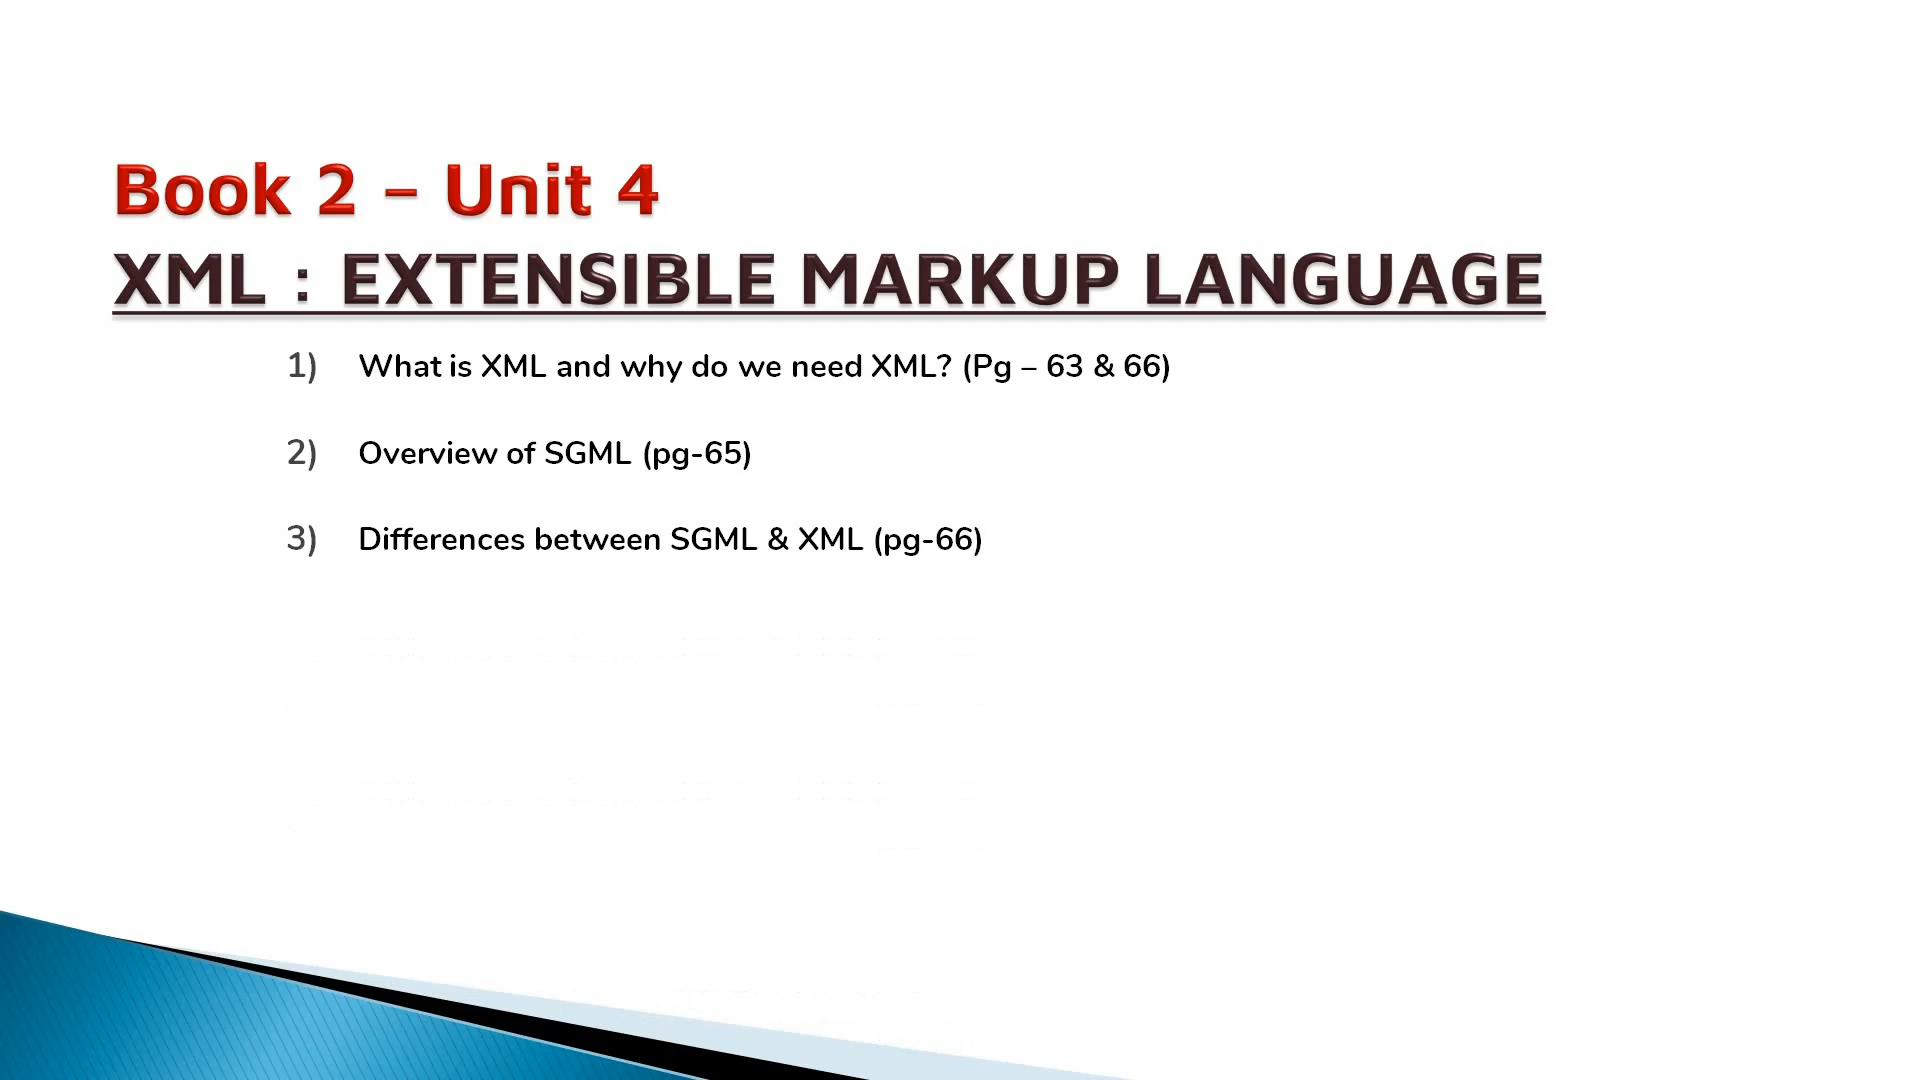 Book 2 – Unit 4
XML : EXTENSIBLE MARKUP LANGUAGE
1) What is XML and why do we need XML? (Pg – 63 & 66)
2) Overview of SGML (pg-65)
3) Differences between SGML & XML (pg-66)